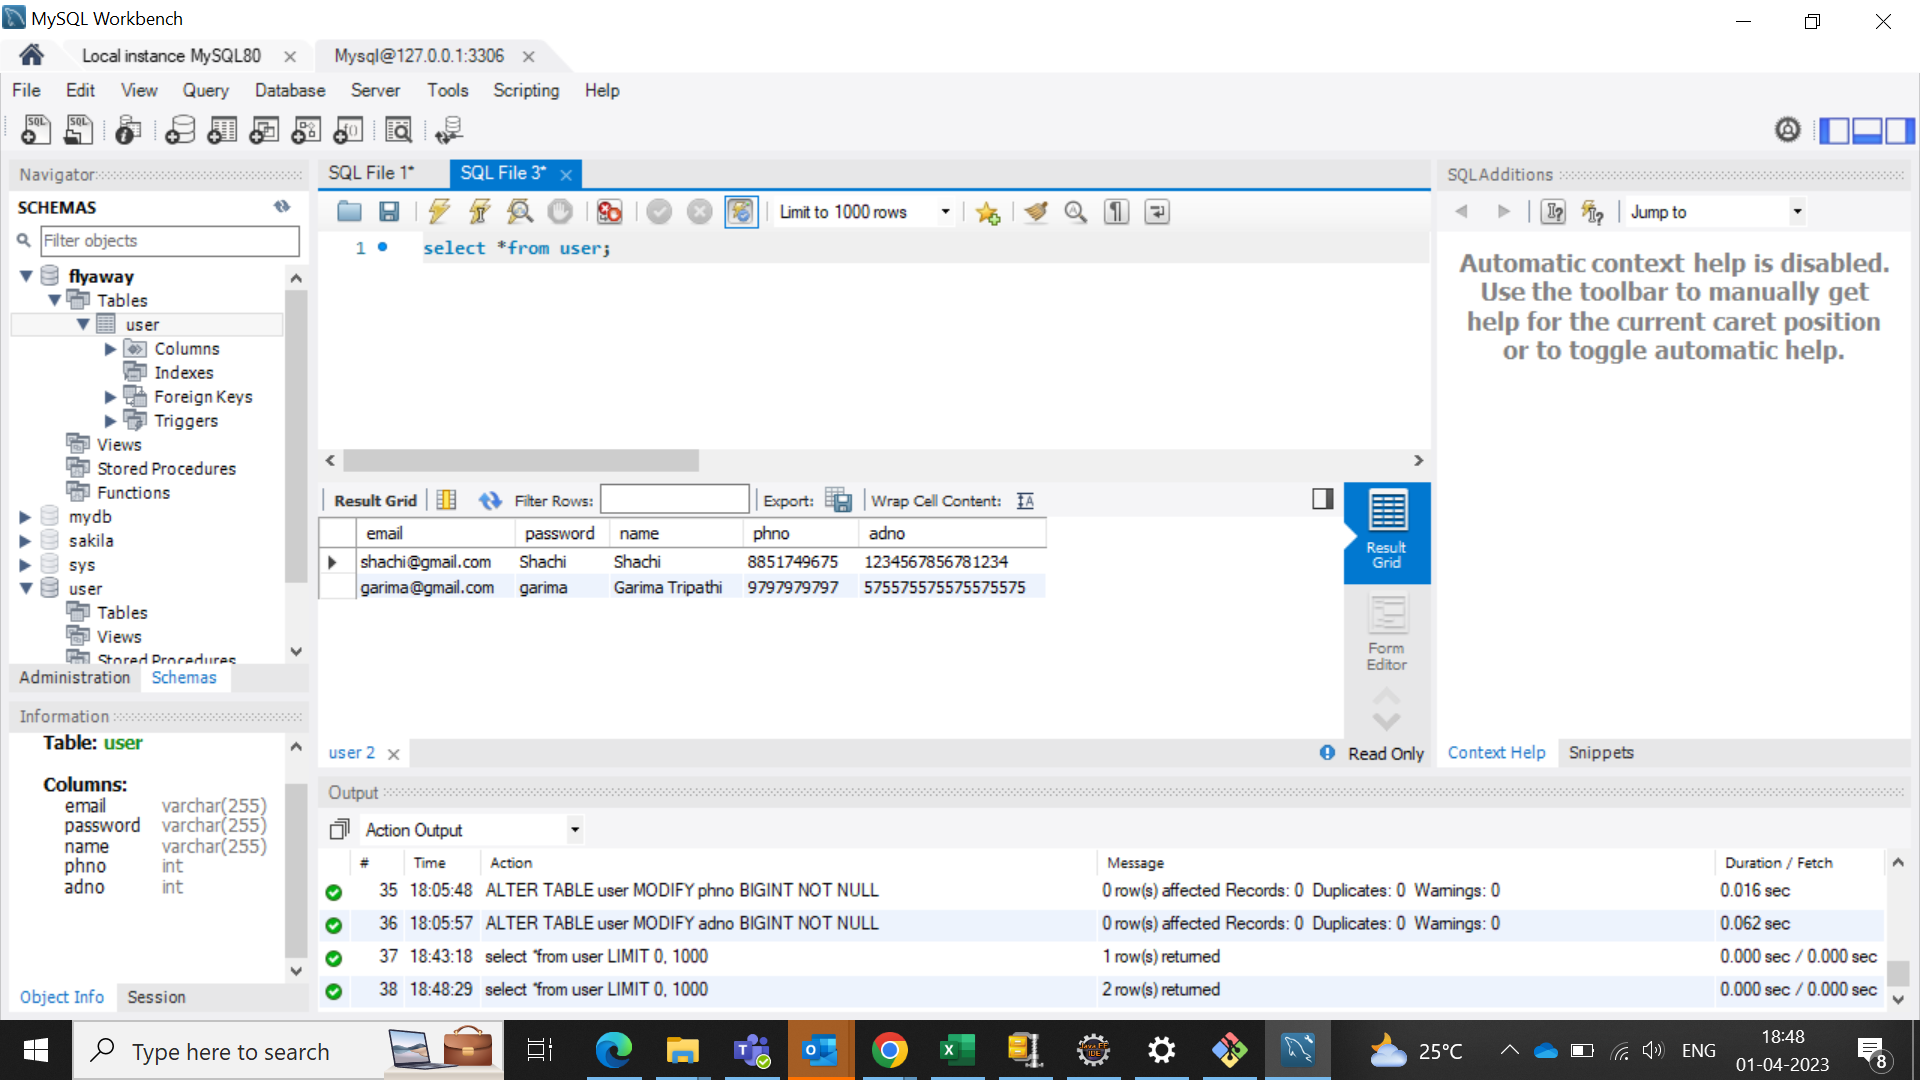 MySQL Workbench
Local instance MySQL80
Mysql@127.0.0.1:3306
File Edit View Query Database Server Tools Scripting Help
Navigator
SCHEMAS
Filter objects
flyaway
Tables
user
Columns
Indexes
Foreign Keys
Triggers
Views
Stored Procedures
Functions
mydb
sakila
sys
user
Tables
Views
Stored Procedures
Administration Schemas
Information
Table: user
Columns:
email varchar(255)
password varchar(255)
name varchar(255)
phno int
adno int
Object Info Session
SQL File 1* SQL File 3*
Limit to 1000 rows
1 select *from user;
Result Grid Filter Rows: Export: Wrap Cell Content:
email password name phno adno
shachi@gmail.com Shachi Shachi 8851749675 1234567856781234
garima@gmail.com garima Garima Tripathi 9797979797 575575575575575575
Result Grid
Form Editor
user 2
Read Only
SQLAdditions
Jump to
Automatic context help is disabled.
Use the toolbar to manually get
help for the current caret position
or to toggle automatic help.
Context Help Snippets
Output
Action Output
# Time Action Message Duration / Fetch
35 18:05:48 ALTER TABLE user MODIFY phno BIGINT NOT NULL 0 row(s) affected Records: 0 Duplicates: 0 Warnings: 0 0.016 sec
36 18:05:57 ALTER TABLE user MODIFY adno BIGINT NOT NULL 0 row(s) affected Records: 0 Duplicates: 0 Warnings: 0 0.062 sec
37 18:43:18 select *from user LIMIT 0, 1000 1 row(s) returned 0.000 sec / 0.000 sec
38 18:48:29 select *from user LIMIT 0, 1000 2 row(s) returned 0.000 sec / 0.000 sec
Type here to search
25°C
ENG
18:48
01-04-2023
8